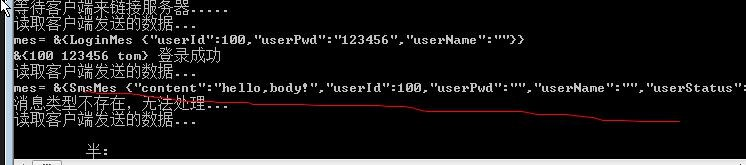 等待客户端来链接服务器.....
读取客户端发送的数据...
mes= &{LoginMes {"userId":100,"userPwd":"123456","userName":""}}
&{100 123456 tom} 登录成功
读取客户端发送的数据...
mes= &{SmsMes {"content":"hello,body!","userId":100,"userPwd":"","userName":"","userStatus":
消息类型不存在，无法处理...
读取客户端发送的数据...
半: